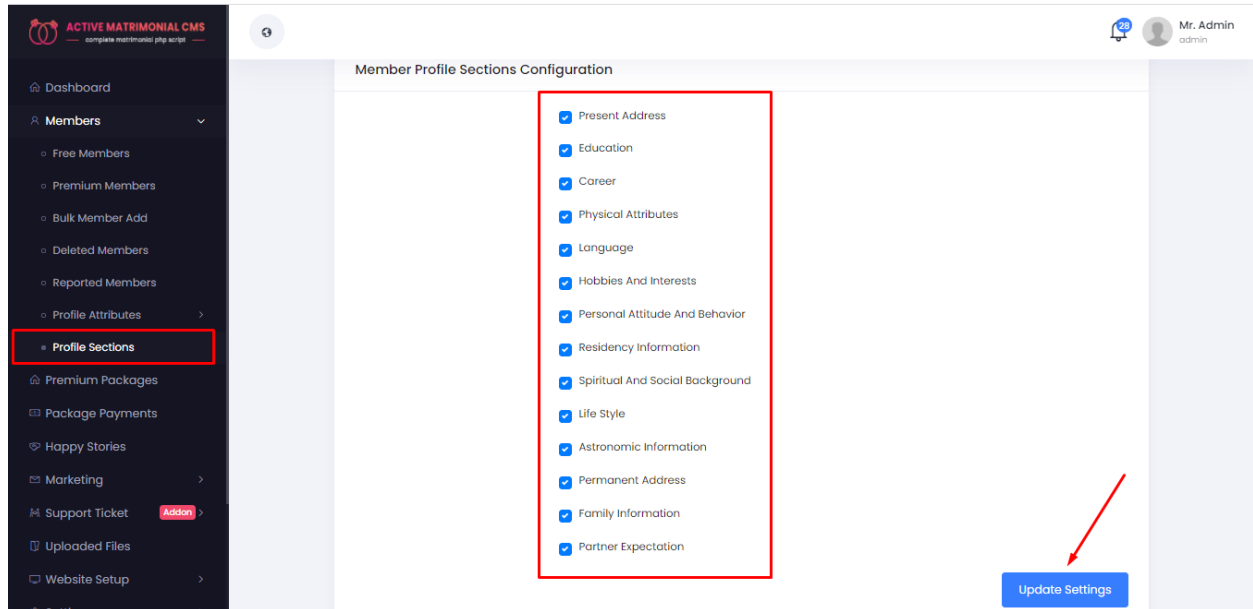 ACTIVE MATRIMONIAL CMS
complete matrimonial php script
28
Mr. Admin
admin
Dashboard
Members
Free Members
Premium Members
Bulk Member Add
Deleted Members
Reported Members
Profile Attributes
Profile Sections
Premium Packages
Package Payments
Happy Stories
Marketing
Support Ticket Addon
Uploaded Files
Website Setup
Member Profile Sections Configuration
Present Address
Education
Career
Physical Attributes
Language
Hobbies And Interests
Personal Attitude And Behavior
Residency Information
Spiritual And Social Background
Life Style
Astronomic Information
Permanent Address
Family Information
Partner Expectation
Update Settings